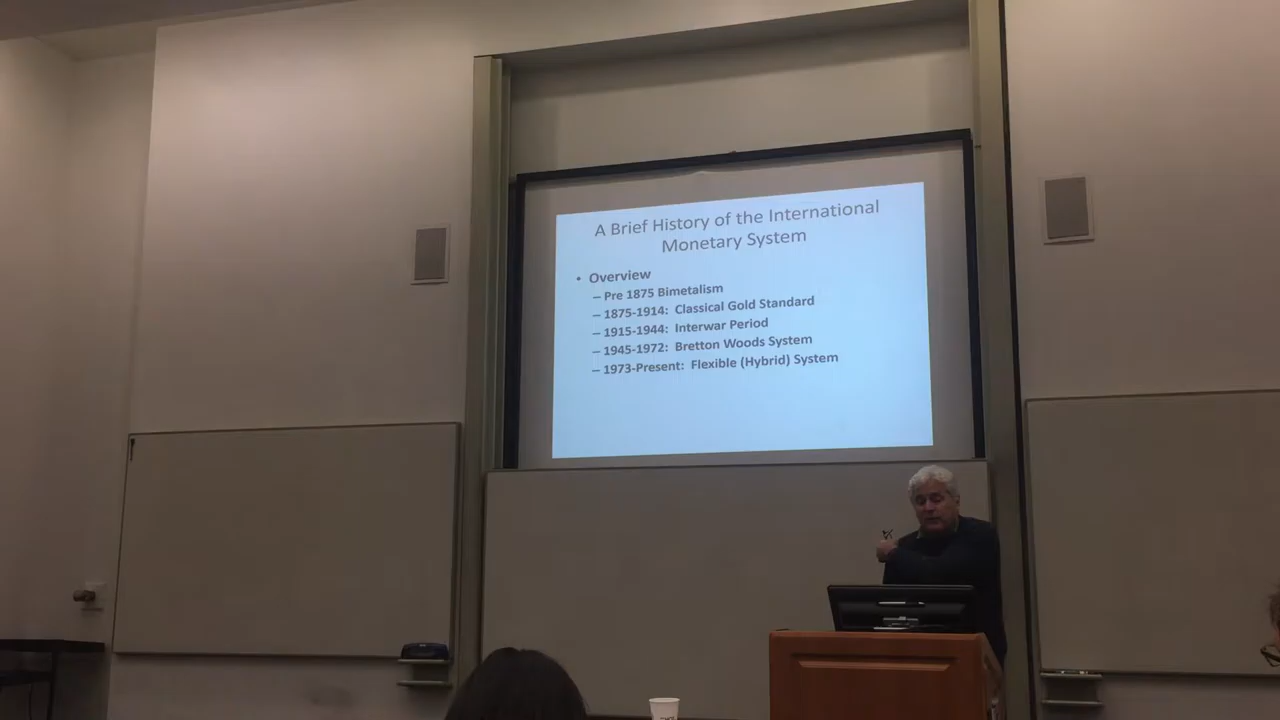 A Brief History of the International
Monetary System
• Overview
– Pre 1875 Bimetalism
– 1875-1914: Classical Gold Standard
– 1915-1944: Interwar Period
– 1945-1972: Bretton Woods System
– 1973-Present: Flexible (Hybrid) System